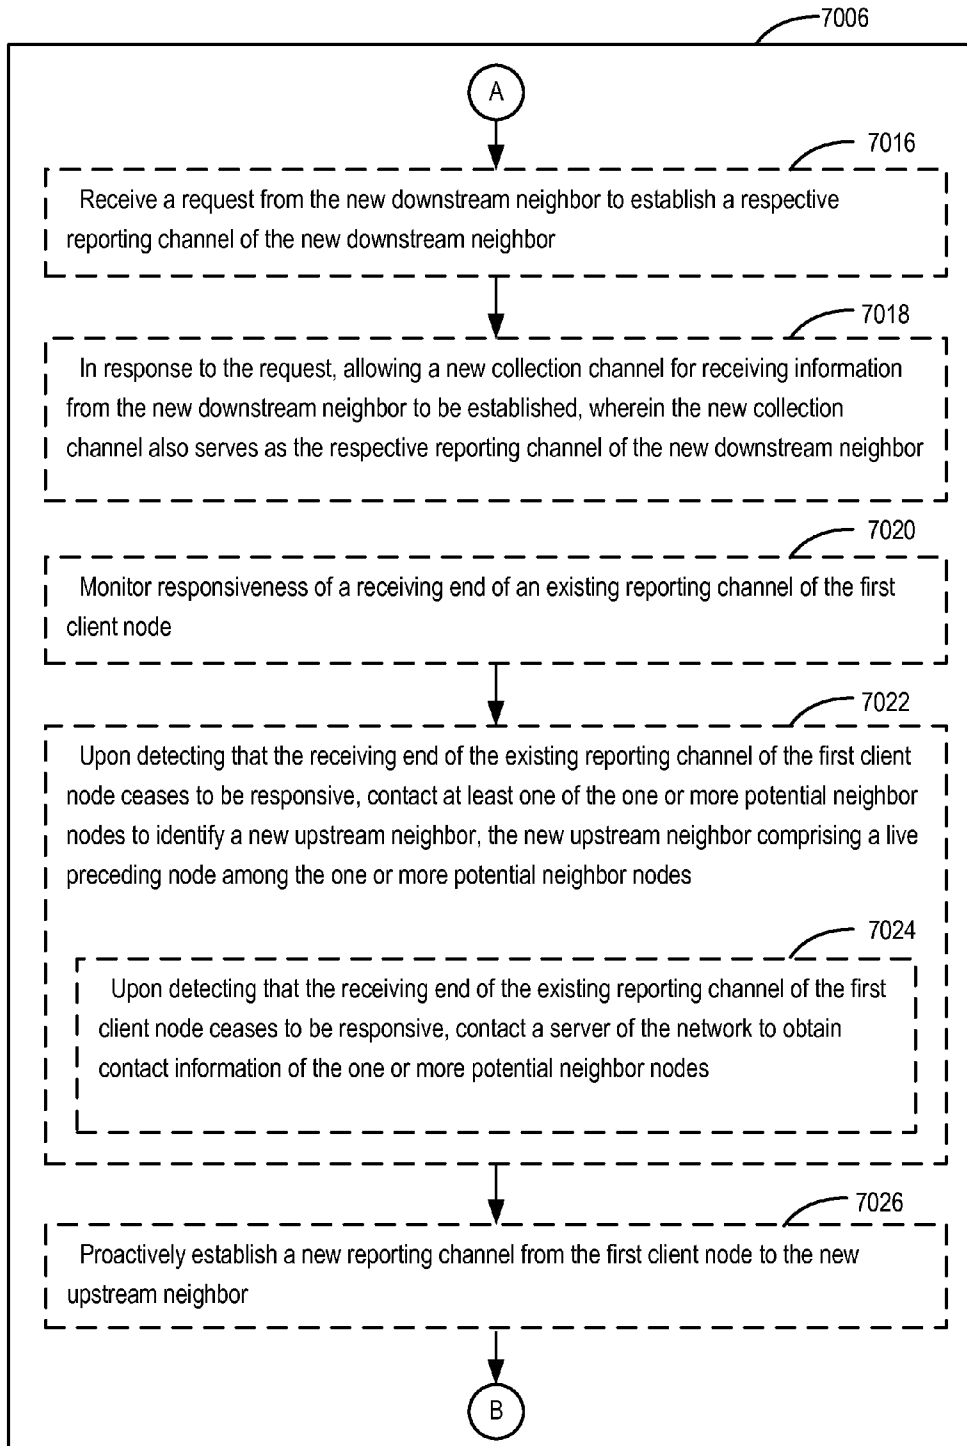 7006
A
7016
Receive a request from the new downstream neighbor to establish a respective
reporting channel of the new downstream neighbor
7018
In response to the request, allowing a new collection channel for receiving information
from the new downstream neighbor to be established, wherein the new collection
channel also serves as the respective reporting channel of the new downstream neighbor
7020
Monitor responsiveness of a receiving end of an existing reporting channel of the first
client node
7022
Upon detecting that the receiving end of the existing reporting channel of the first client
node ceases to be responsive, contact at least one of the one or more potential neighbor
nodes to identify a new upstream neighbor, the new upstream neighbor comprising a live
preceding node among the one or more potential neighbor nodes
7024
Upon detecting that the receiving end of the existing reporting channel of the first
client node ceases to be responsive, contact a server of the network to obtain
contact information of the one or more potential neighbor nodes
7026
Proactively establish a new reporting channel from the first client node to the new
upstream neighbor
B